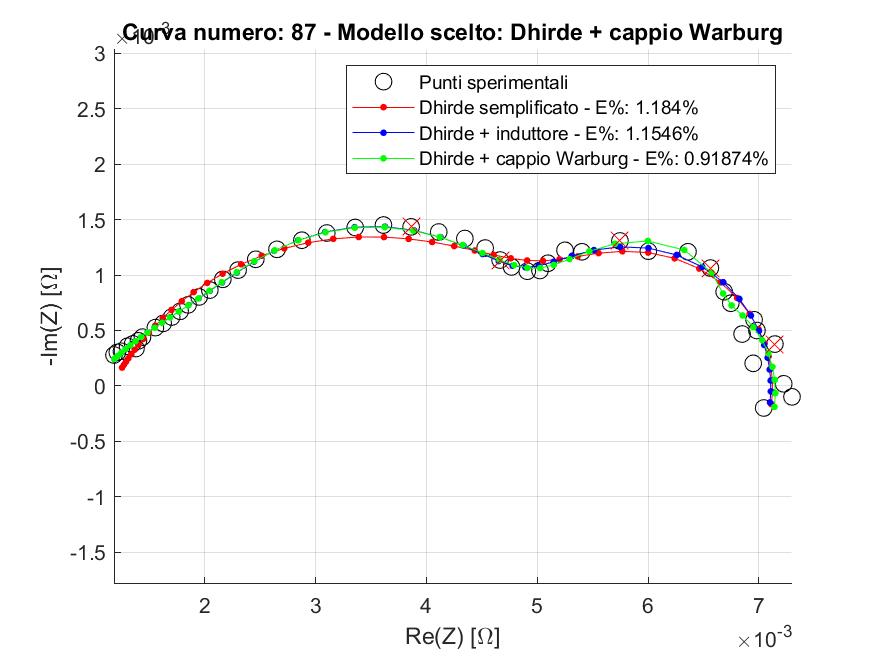 Curva numero: 87 - Modello scelto: Dhirde + cappio Warburg
×10⁻³
Punti sperimentali
Dhirde semplificato - E%: 1.184%
Dhirde + induttore - E%: 1.1546%
Dhirde + cappio Warburg - E%: 0.91874%
3
2.5
2
1.5
1
0.5
0
-0.5
-1
-1.5
-Im(Z) [Ω]
2 3 4 5 6 7
Re(Z) [Ω]
×10⁻³